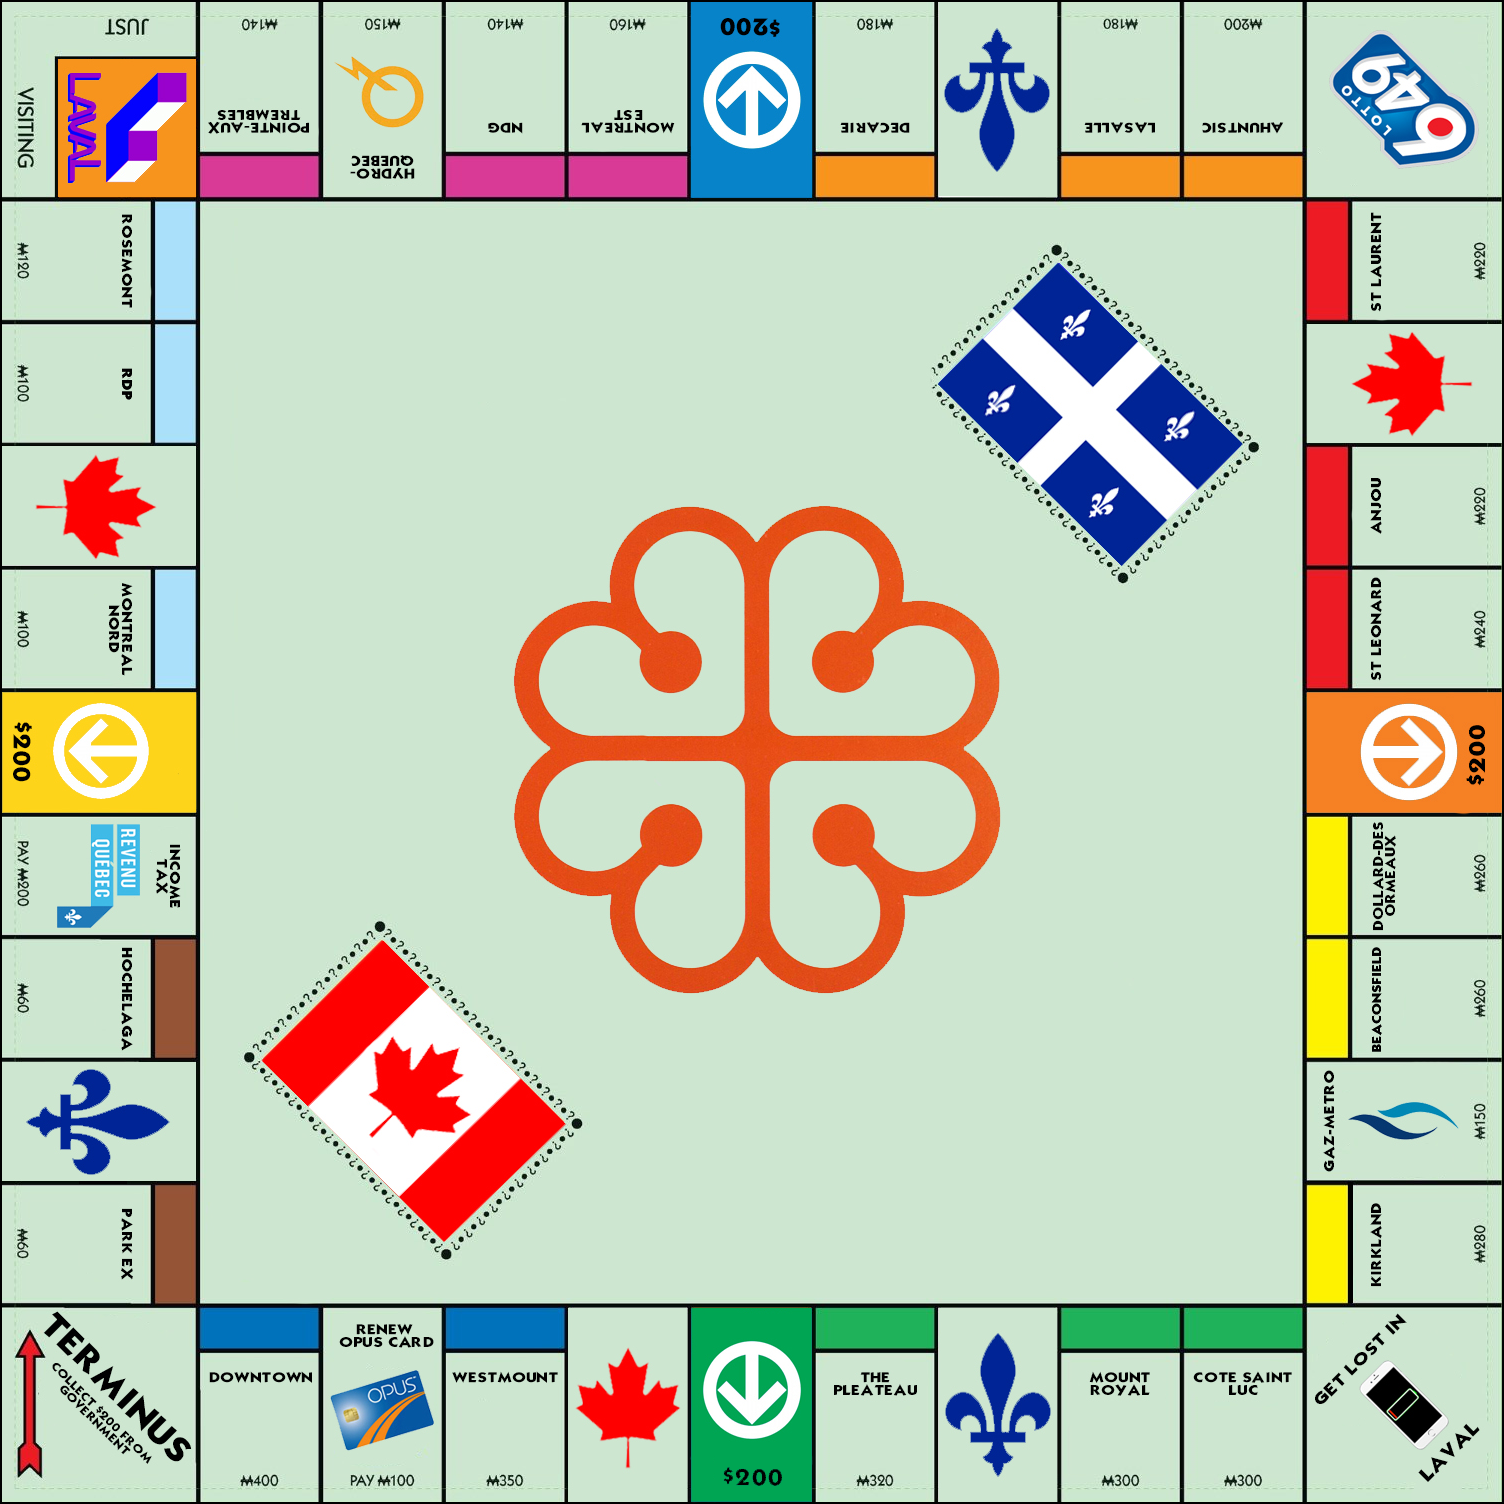 JUST
VISITING
LAVAL
₩140
POINTE-AUX
TREMBLES
₩150
HYDRO-
QUEBEC
₩140
NDG
₩160
MONTREAL
EST
$200
₩180
DECARIE
₩180
LASALLE
₩200
AHUNTSIC
LOTTO
649
ST LAURENT
₩220
ANJOU
₩220
ST LEONARD
₩240
$200
DOLLARD-DES
ORMEAUX
₩260
BEACONSFIELD
₩260
GAZ-METRO
₩150
KIRKLAND
₩280
GET LOST IN
LAVAL
COTE SAINT
LUC
₩300
MOUNT
ROYAL
₩300
THE
PLEATEAU
₩320
$200
WESTMOUNT
₩350
RENEW
OPUS CARD
OPUS
PAY ₩100
DOWNTOWN
₩400
TERMINUS
COLLECT $200 FROM
GOVERNMENT
PARK EX
₩60
HOCHELAGA
₩60
INCOME
TAX
REVENU
QUÉBEC
PAY ₩200
$200
MONTREAL
NORD
₩100
RDP
₩100
ROSEMONT
₩120